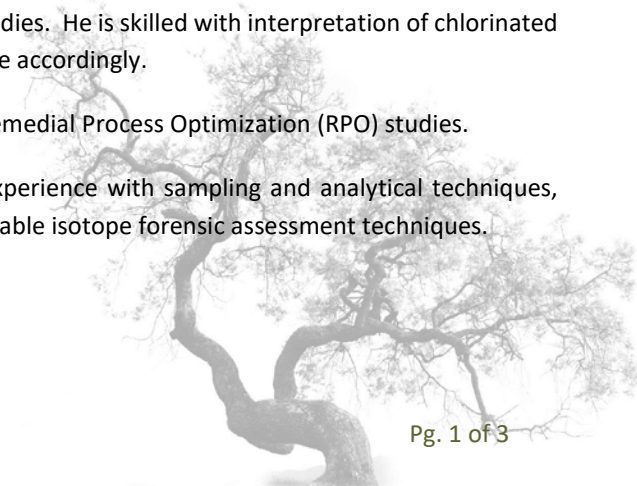 dies. He is skilled with interpretation of chlorinated
e accordingly.
emedial Process Optimization (RPO) studies.
xperience with sampling and analytical techniques,
able isotope forensic assessment techniques.
Pg. 1 of 3